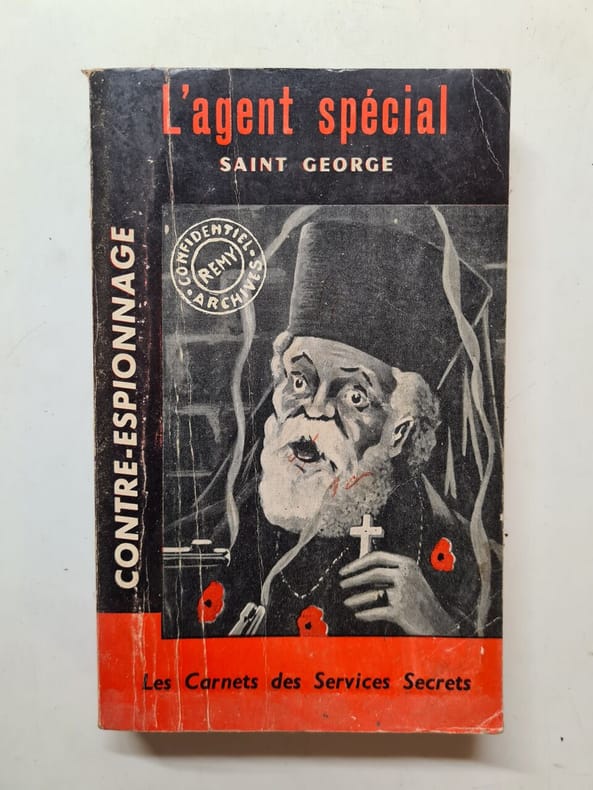 L'agent spécial
SAINT GEORGE
CONFIDENTIEL
REMY
ARCHIVES
CONTRE-ESPIONNAGE
Les Carnets des Services Secrets